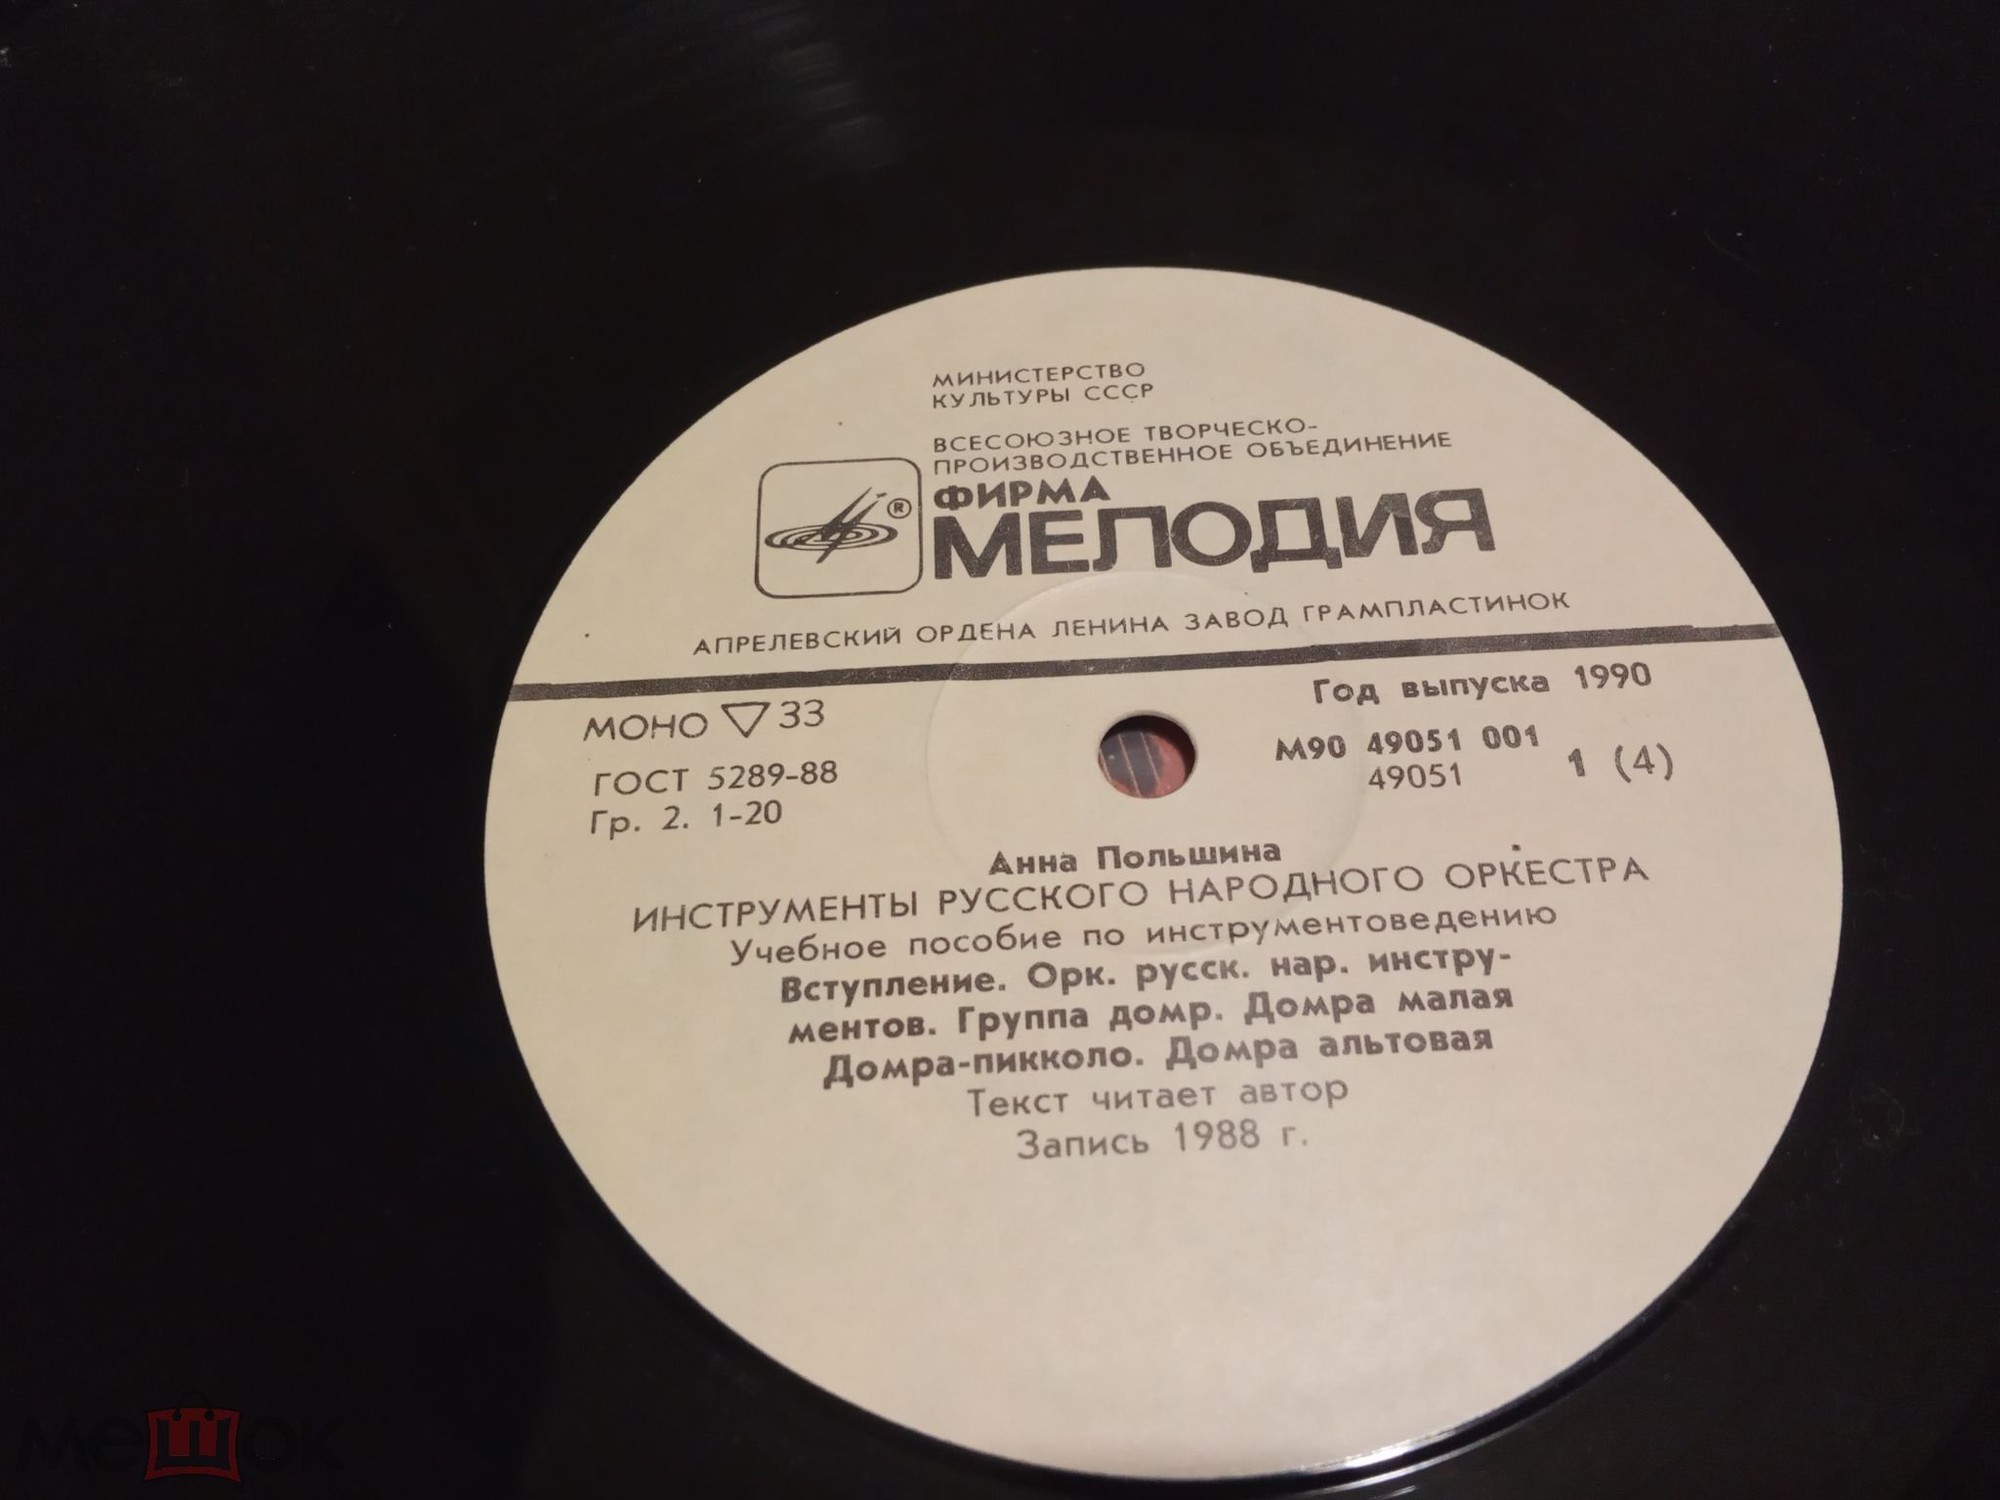 МИНИСТЕРСТВО
КУЛЬТУРЫ СССР
ВСЕСОЮЗНОЕ ТВОРЧЕСКО-
ПРОИЗВОДСТВЕННОЕ ОБЪЕДИНЕНИЕ
ФИРМА
®
МЕЛОДИЯ
АПРЕЛЕВСКИЙ ОРДЕНА ЛЕНИНА ЗАВОД ГРАМПЛАСТИНОК
МОНО ▽ 33
Год выпуска 1990
ГОСТ 5289-88
М90 49051 001
Гр. 2. 1-20
49051
1 (4)
Анна Польшина
ИНСТРУМЕНТЫ РУССКОГО НАРОДНОГО ОРКЕСТРА
Учебное пособие по инструментоведению
Вступление. Орк. русск. нар. инстру-
ментов. Группа домр. Домра малая
Домра-пикколо. Домра альтовая
Текст читает автор
Запись 1988 г.
мешок